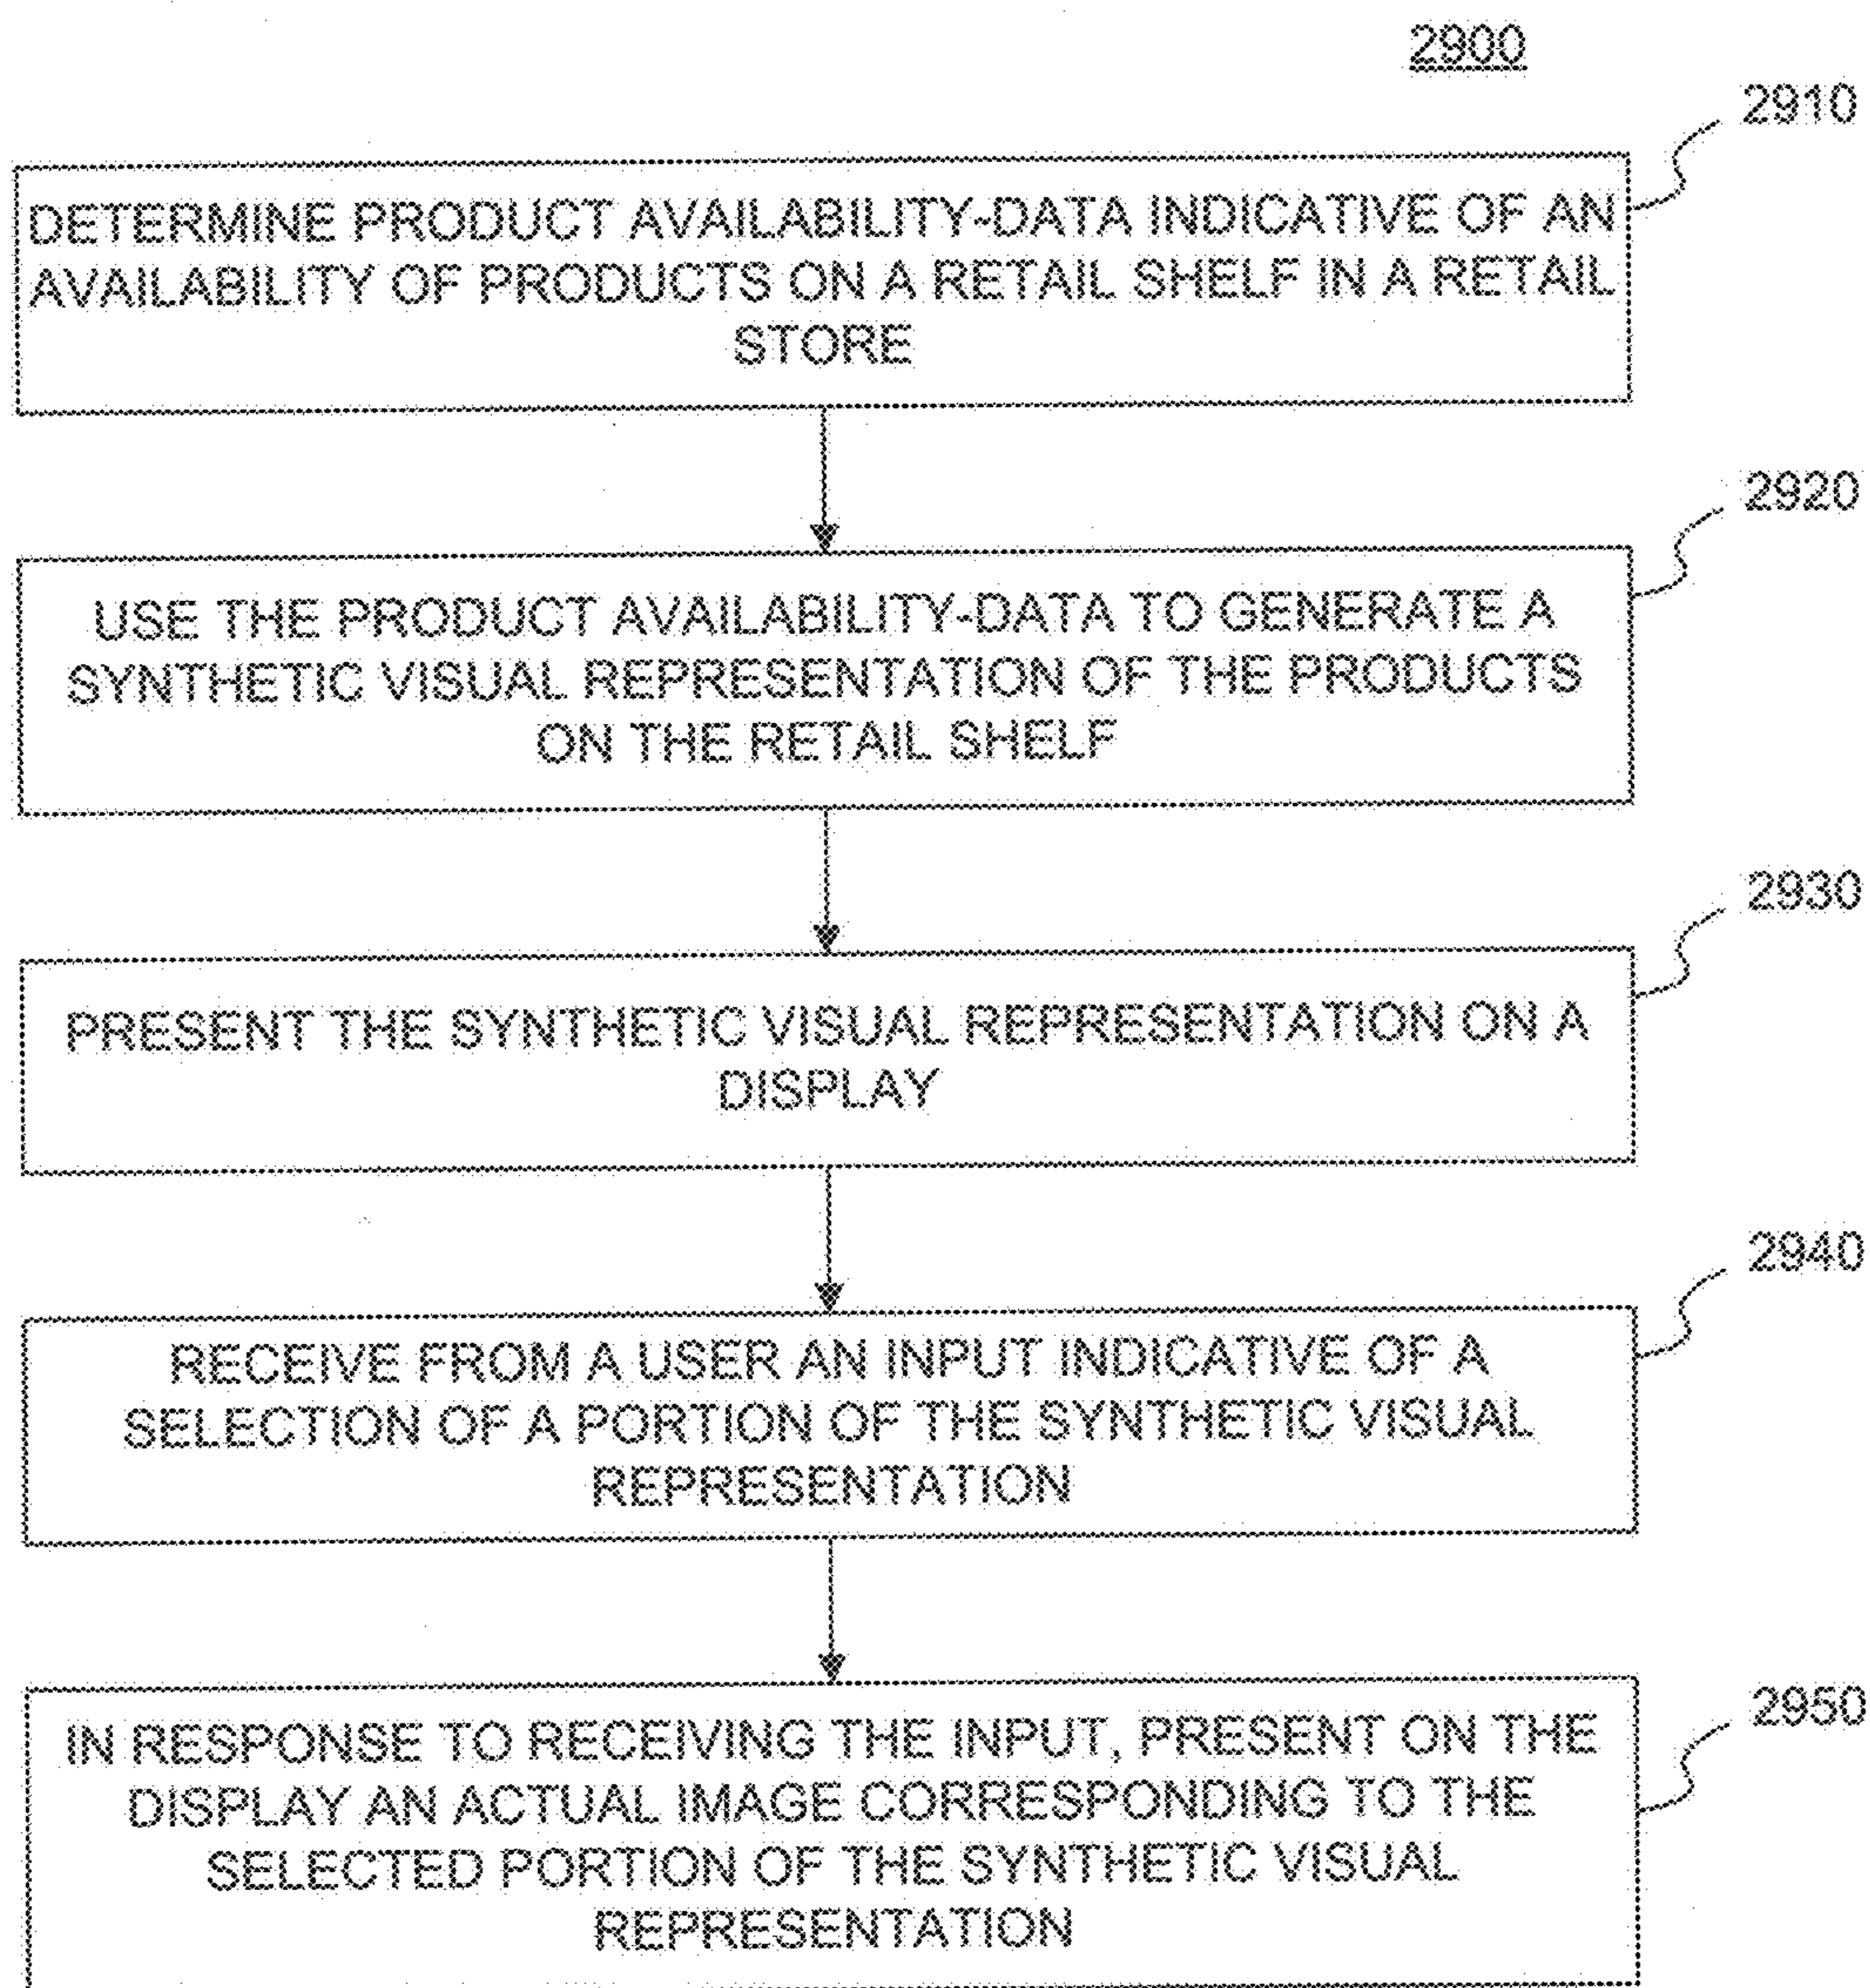 2900
2910
DETERMINE PRODUCT AVAILABILITY-DATA INDICATIVE OF AN
AVAILABILITY OF PRODUCTS ON A RETAIL SHELF IN A RETAIL
STORE
2920
USE THE PRODUCT AVAILABILITY-DATA TO GENERATE A
SYNTHETIC VISUAL REPRESENTATION OF THE PRODUCTS
ON THE RETAIL SHELF
2930
PRESENT THE SYNTHETIC VISUAL REPRESENTATION ON A
DISPLAY
2940
RECEIVE FROM A USER AN INPUT INDICATIVE OF A
SELECTION OF A PORTION OF THE SYNTHETIC VISUAL
REPRESENTATION
2950
IN RESPONSE TO RECEIVING THE INPUT, PRESENT ON THE
DISPLAY AN ACTUAL IMAGE CORRESPONDING TO THE
SELECTED PORTION OF THE SYNTHETIC VISUAL
REPRESENTATION